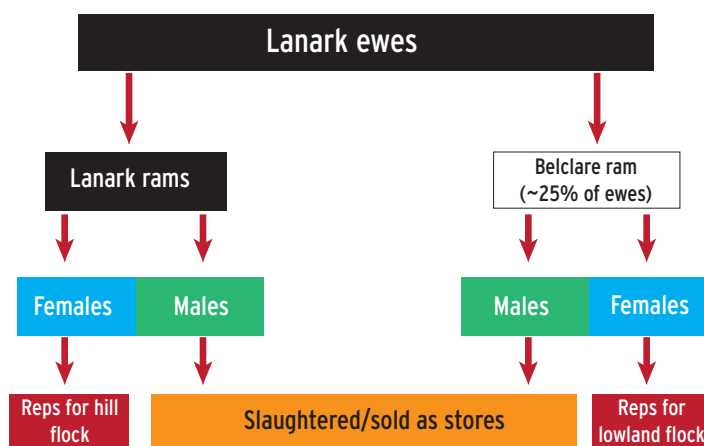 Lanark ewes
Lanark rams
Belclare ram
(~25% of ewes)
Females
Males
Males
Females
Reps for hill
flock
Slaughtered/sold as stores
Reps for
lowland flock